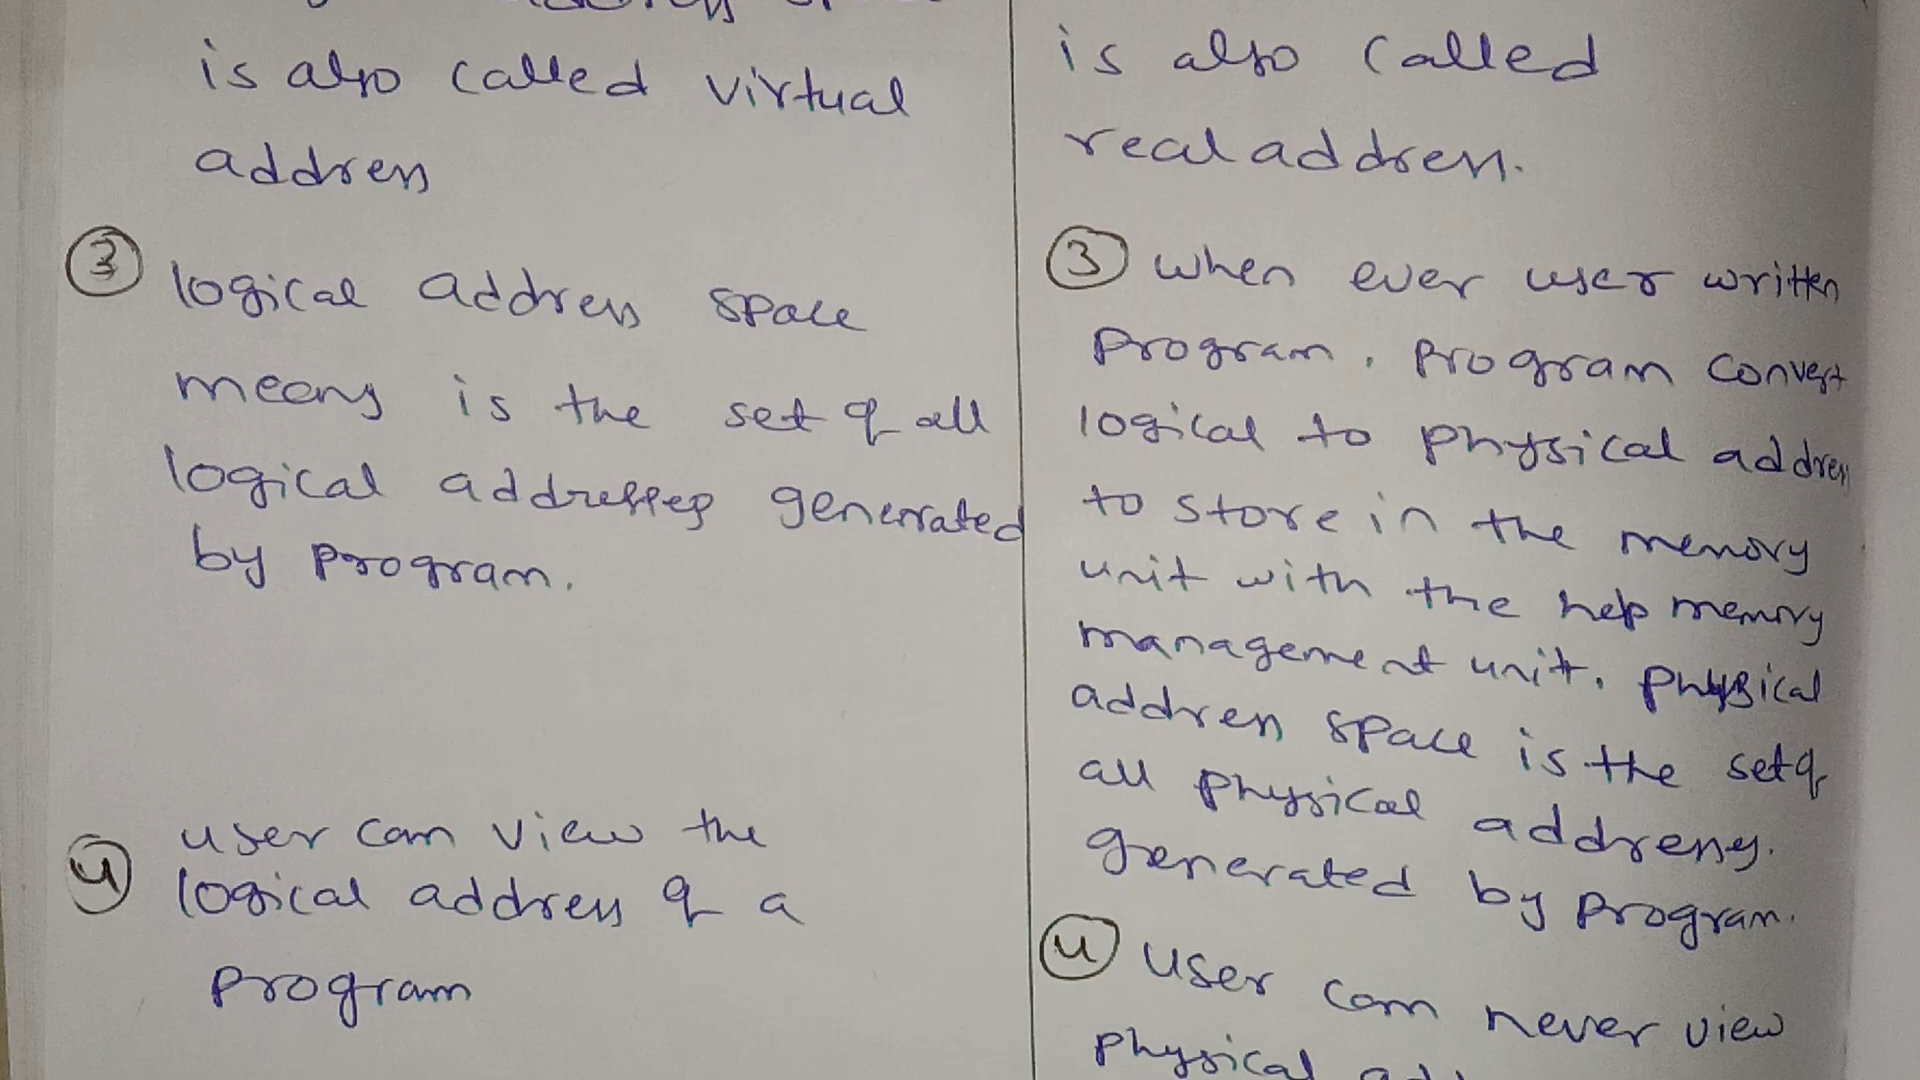 is also called virtual
address
③ logical address space
means is the set of all
logical addresses generated
by program.
④ user can view the
logical address of a
program
is also called
real address.
③ when ever user written
program. program convert
logical to physical address
to store in the memory
unit with the help memory
management unit. physical
address space is the set of
all physical address.
generated by program.
④ user can never view
physical